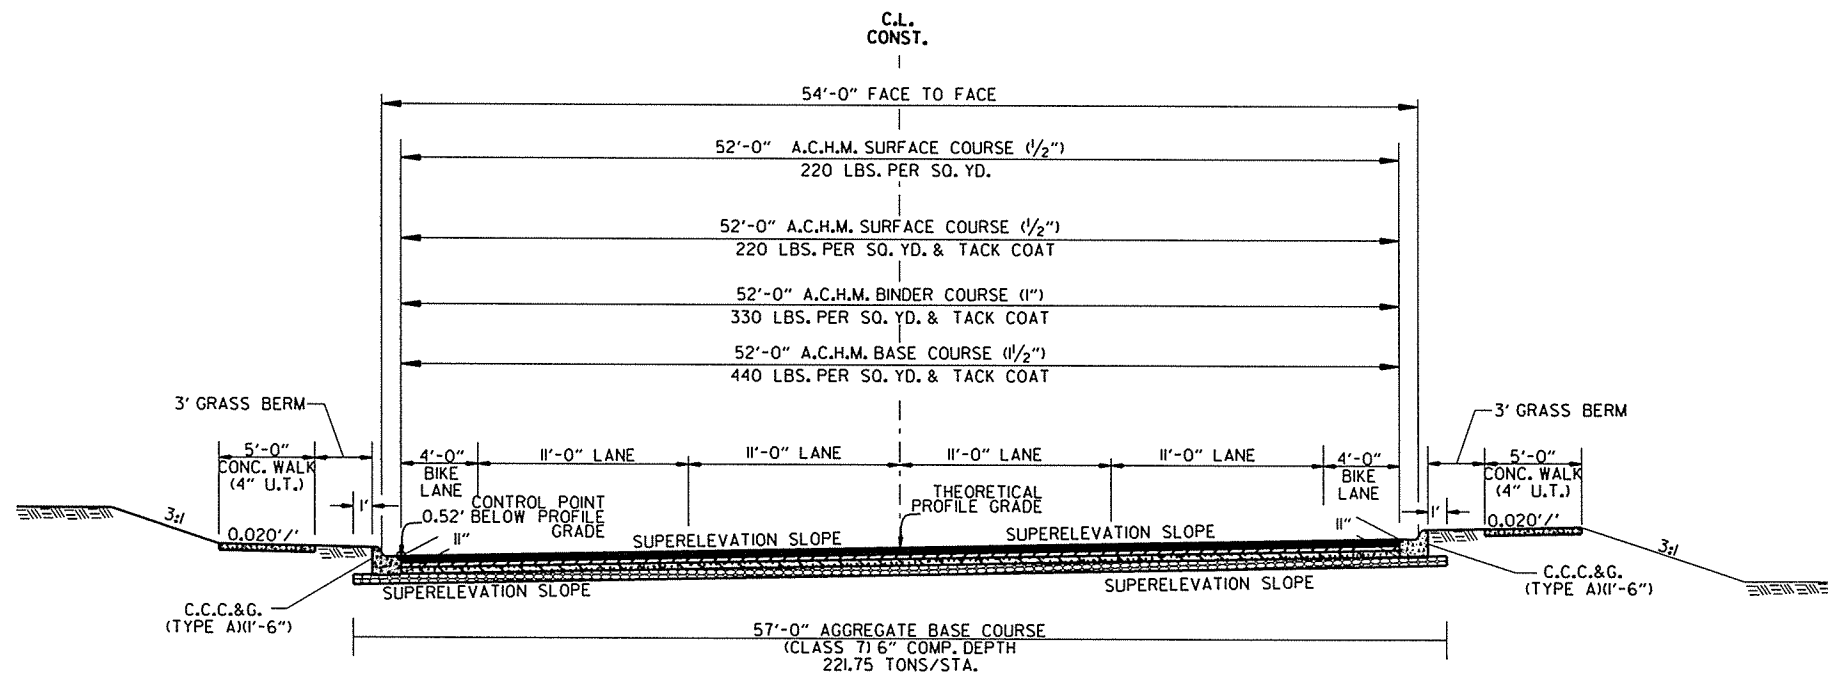 C.L.
CONST.
54'-0" FACE TO FACE
52'-0" A.C.H.M. SURFACE COURSE (1/2")
220 LBS. PER SQ. YD.
52'-0" A.C.H.M. SURFACE COURSE (1/2")
220 LBS. PER SQ. YD. & TACK COAT
52'-0" A.C.H.M. BINDER COURSE (1")
330 LBS. PER SQ. YD. & TACK COAT
52'-0" A.C.H.M. BASE COURSE (1 1/2")
440 LBS. PER SQ. YD. & TACK COAT
3' GRASS BERM
3' GRASS BERM
5'-0"
CONC. WALK
(4" U.T.)
4'-0"
BIKE
LANE
11'-0" LANE
11'-0" LANE
11'-0" LANE
11'-0" LANE
4'-0"
BIKE
LANE
5'-0"
CONC. WALK
(4" U.T.)
1'
CONTROL POINT
0.52' BELOW PROFILE
GRADE
THEORETICAL
PROFILE GRADE
1'
3:1
0.020'/'
11"
SUPERELEVATION SLOPE
SUPERELEVATION SLOPE
11"
0.020'/'
3:1
SUPERELEVATION SLOPE
SUPERELEVATION SLOPE
C.C.C.&G.
(TYPE A)(1'-6")
C.C.C.&G.
(TYPE A)(1'-6")
57'-0" AGGREGATE BASE COURSE
(CLASS 7) 6" COMP. DEPTH
221.75 TONS/STA.